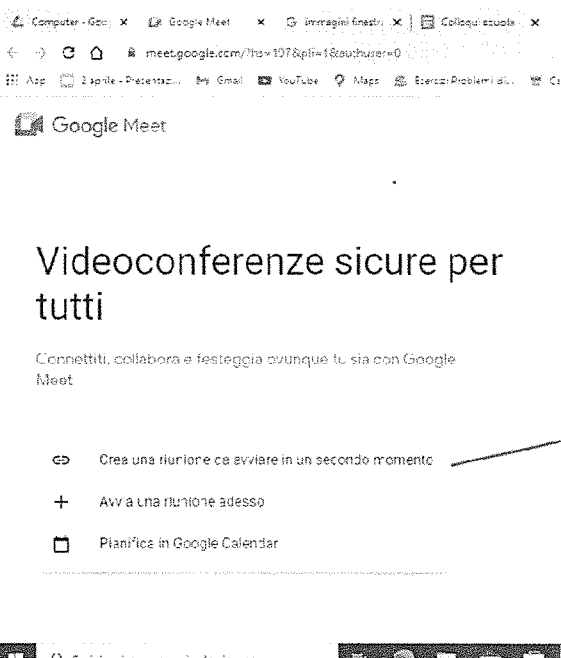 Computer - Goo
Google Meet
immagini finestr
Colloqui scuola
meet.google.com/?hs=197&pli=1&authuser=0
App
2 aprile - Presentaz...
Gmail
YouTube
Maps
Esercizi Problemi di...
Google Meet
Videoconferenze sicure per
tutti
Connettiti, collabora e festeggia ovunque tu sia con Google
Meet
Crea una riunione da avviare in un secondo momento
Avvia una riunione adesso
Pianifica in Google Calendar